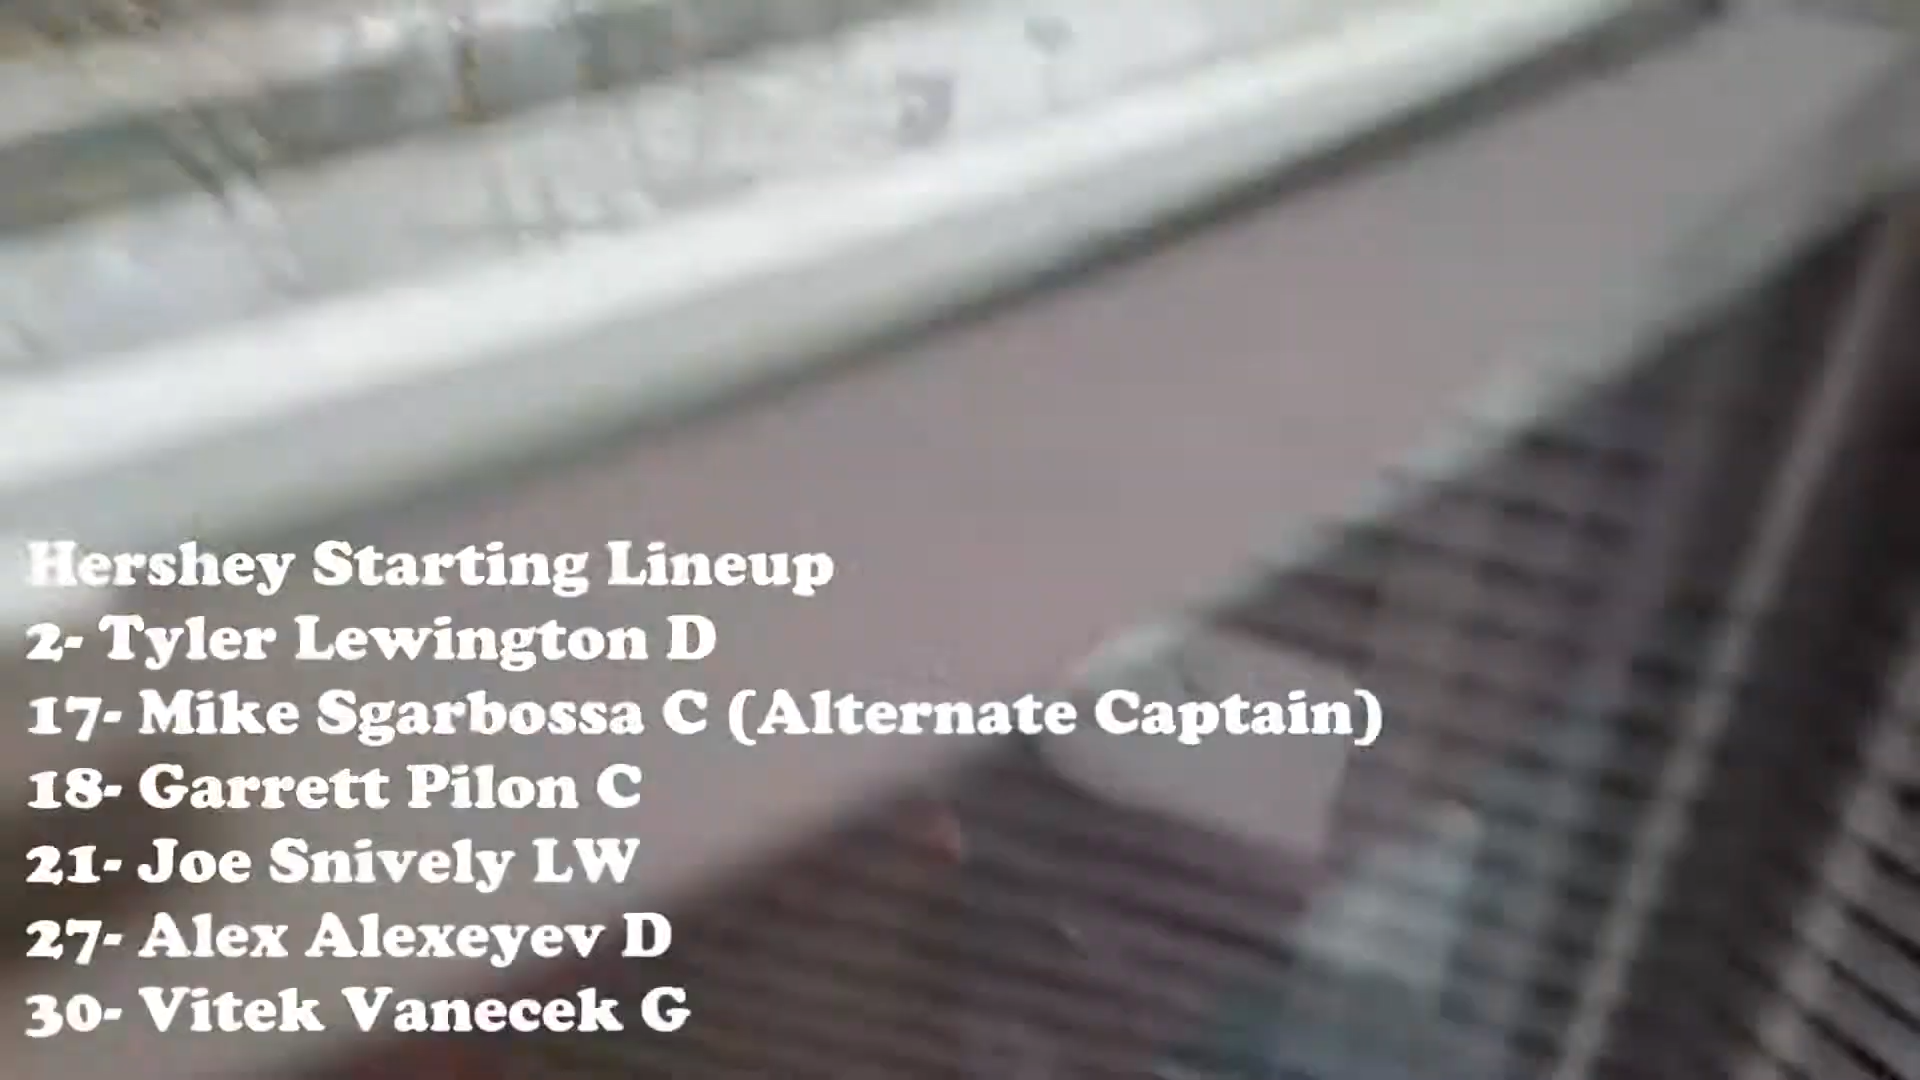 Hershey Starting Lineup
2- Tyler Lewington D
17- Mike Sgarbossa C (Alternate Captain)
18- Garrett Pilon C
21- Joe Snively LW
27- Alex Alexeyev D
30- Vitek Vanecek G